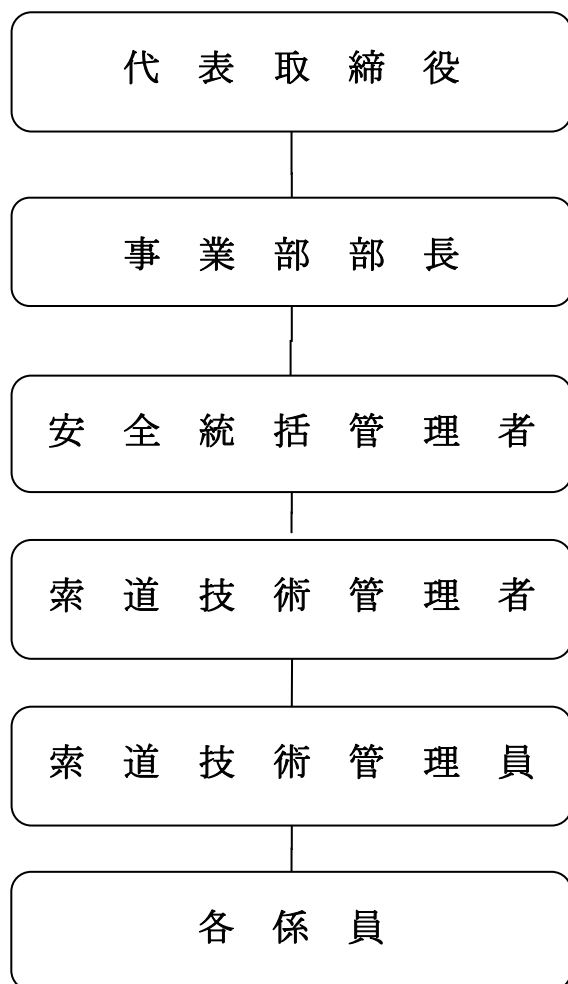 代表取締役
事業部部長
安全統括管理者
索道技術管理者
索道技術管理員
各係員